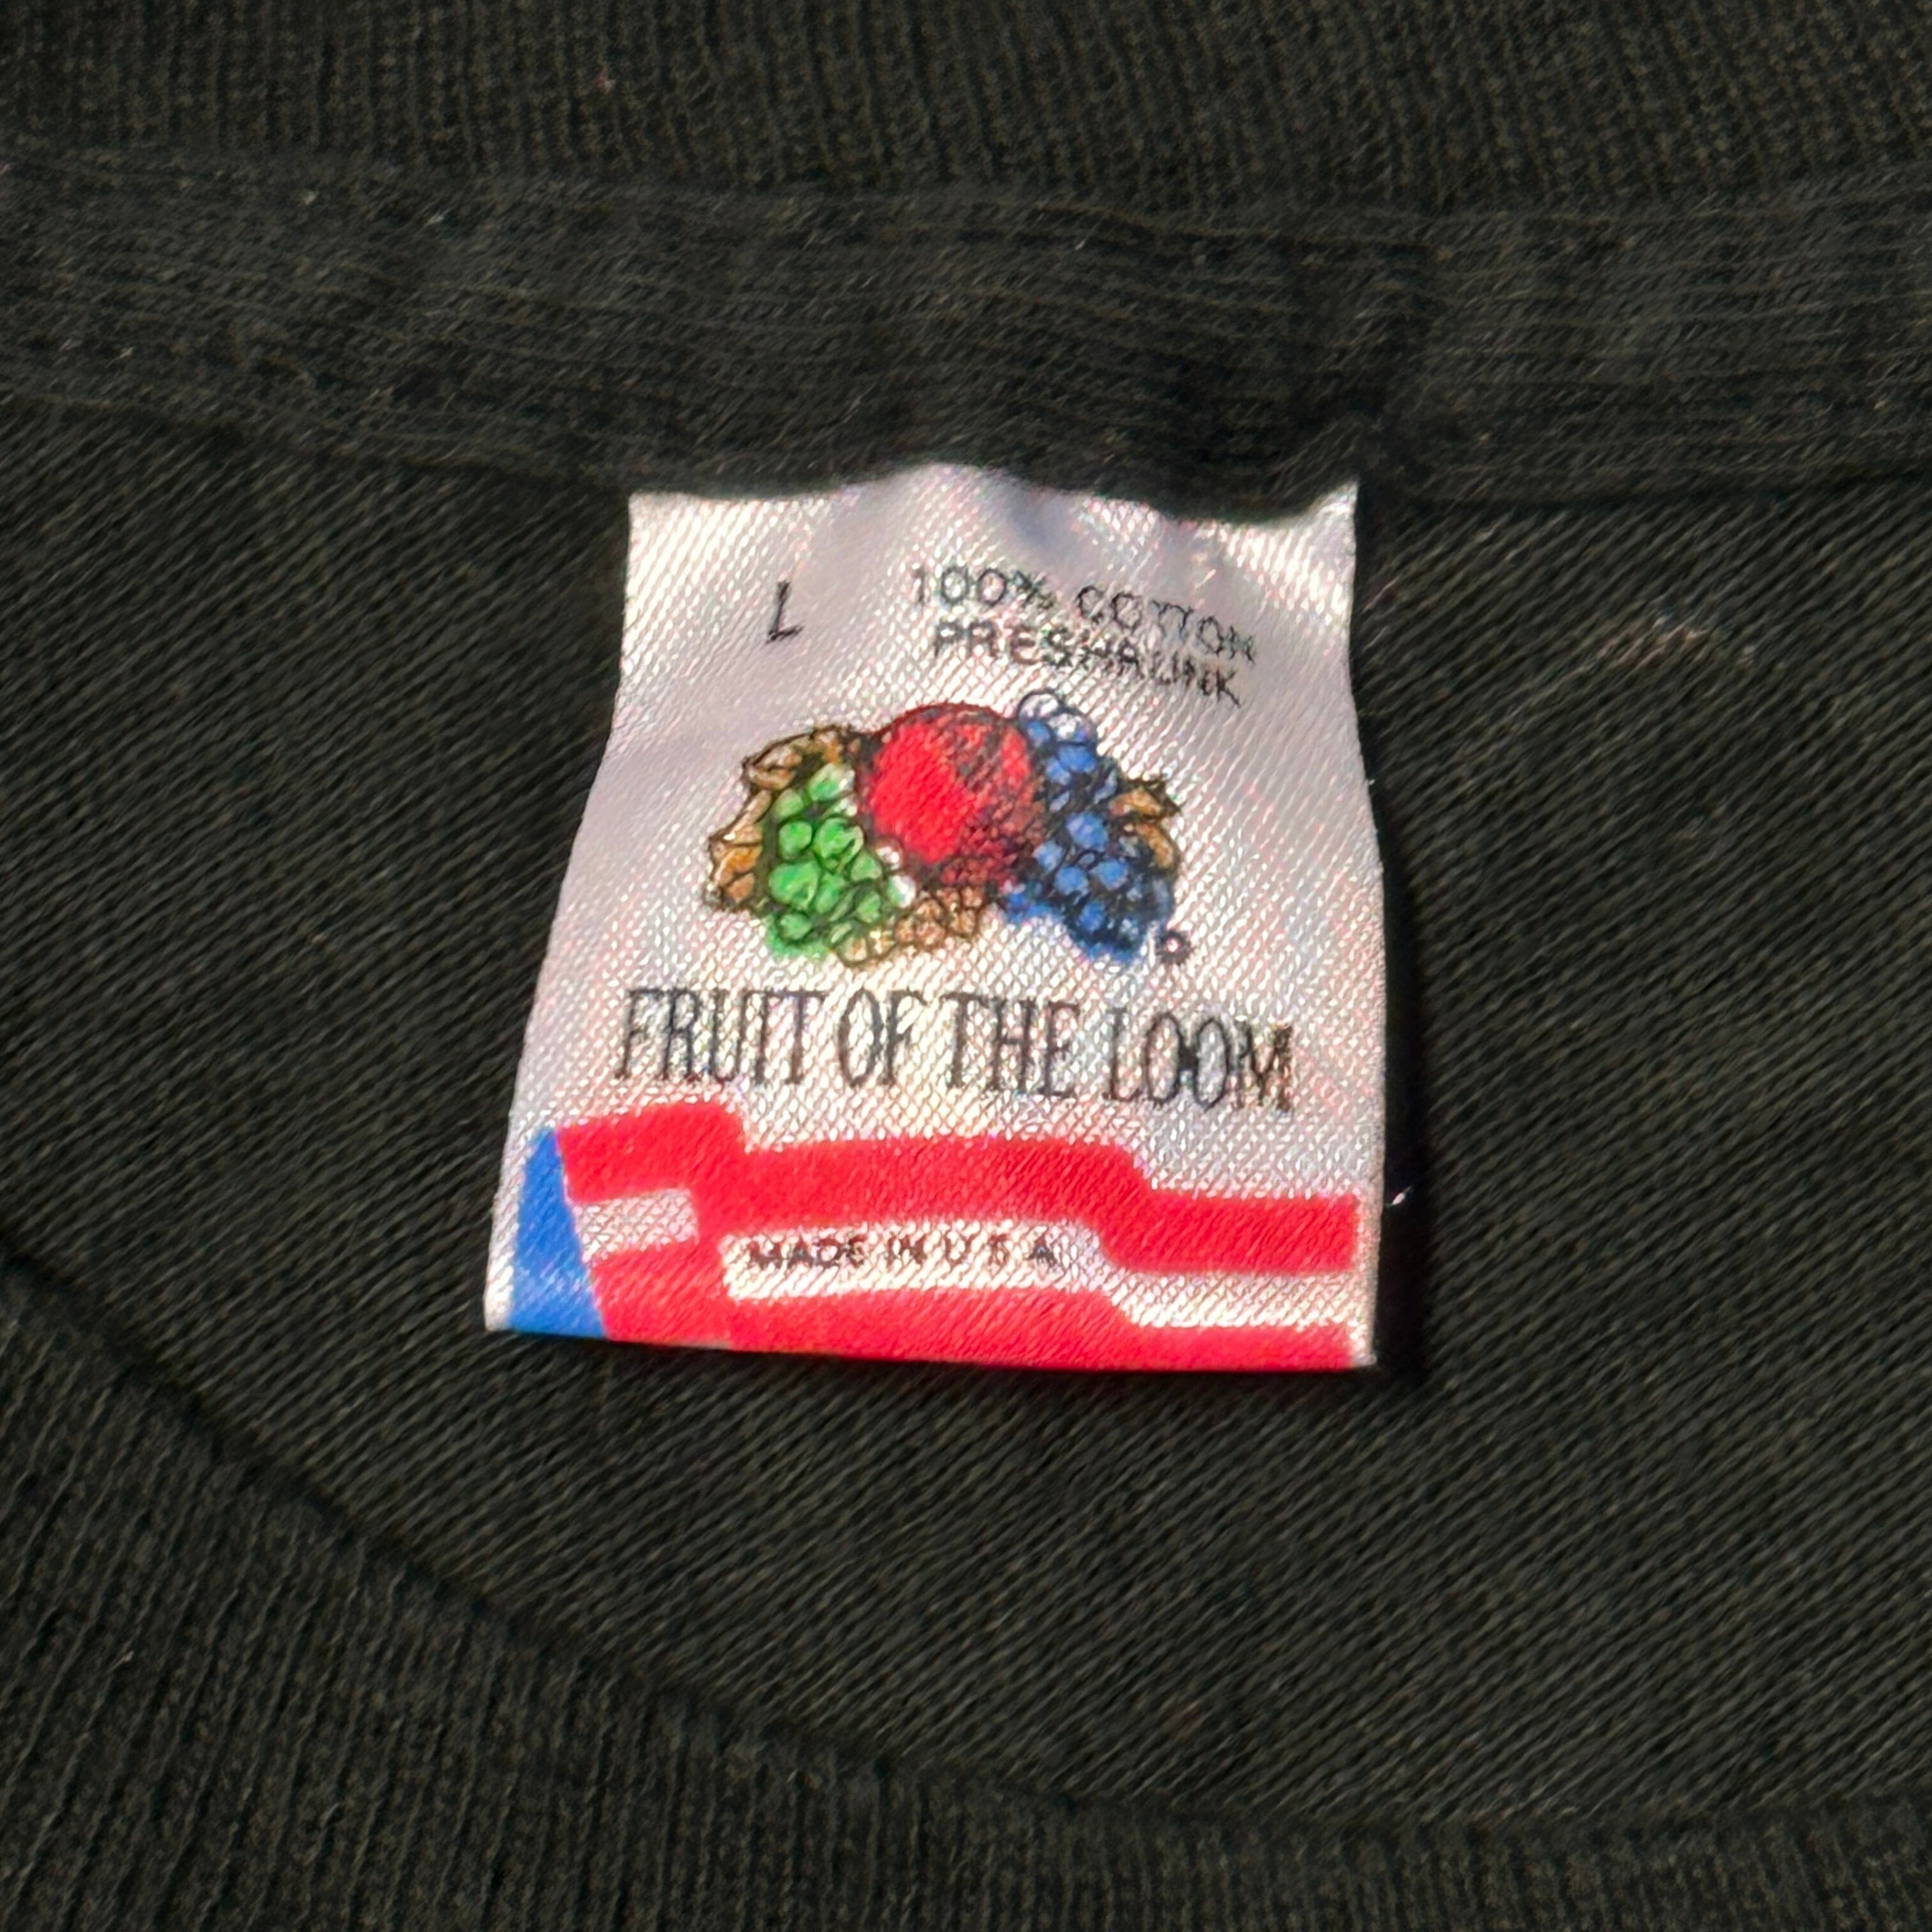 L
100% COTTON
PRESHRUNK
®
FRUIT OF THE LOOM
MADE IN U S A